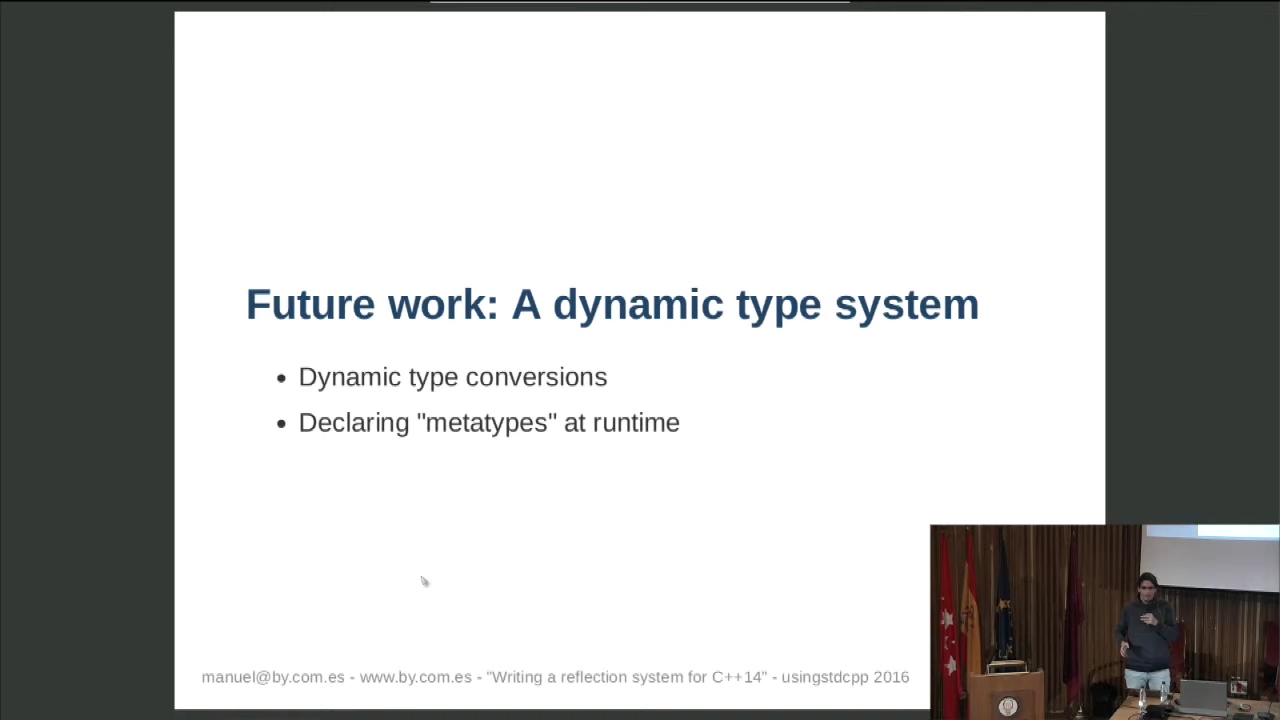 Future work: A dynamic type system
Dynamic type conversions
Declaring "metatypes" at runtime
manuel@by.com.es - www.by.com.es - "Writing a reflection system for C++14" - usingstdcpp 2016